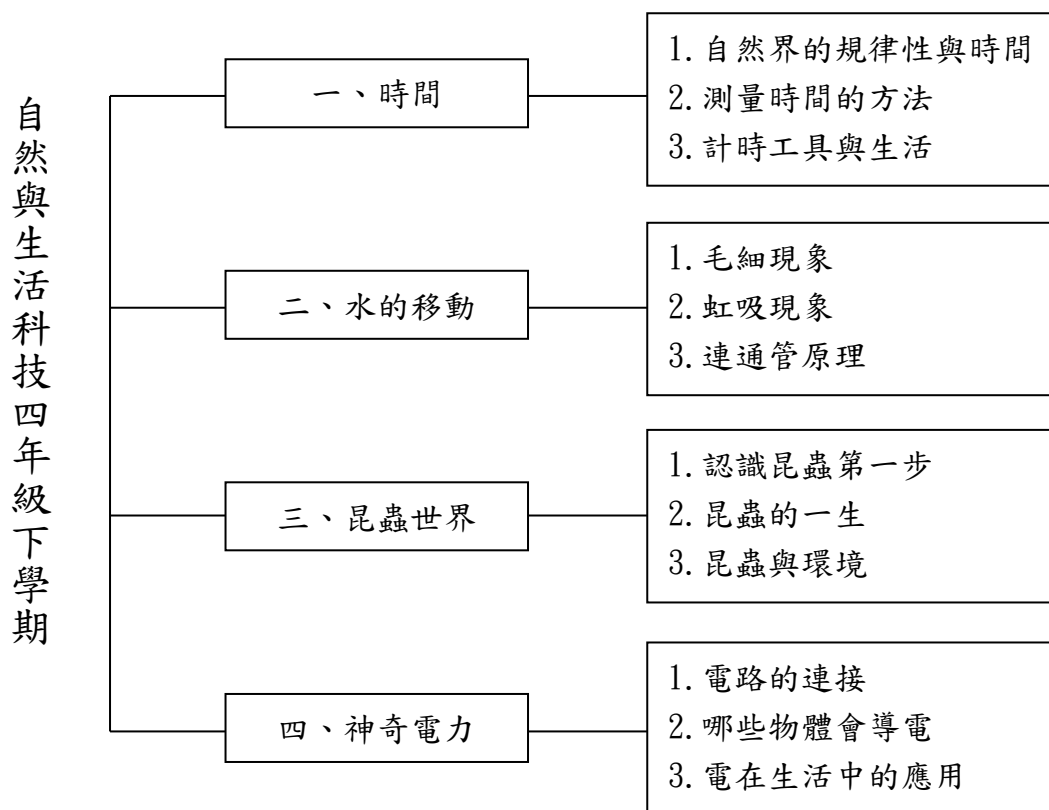 自然與生活科技四年級下學期
一、時間
1.自然界的規律性與時間
2.測量時間的方法
3.計時工具與生活
二、水的移動
1.毛細現象
2.虹吸現象
3.連通管原理
三、昆蟲世界
1.認識昆蟲第一步
2.昆蟲的一生
3.昆蟲與環境
四、神奇電力
1.電路的連接
2.哪些物體會導電
3.電在生活中的應用